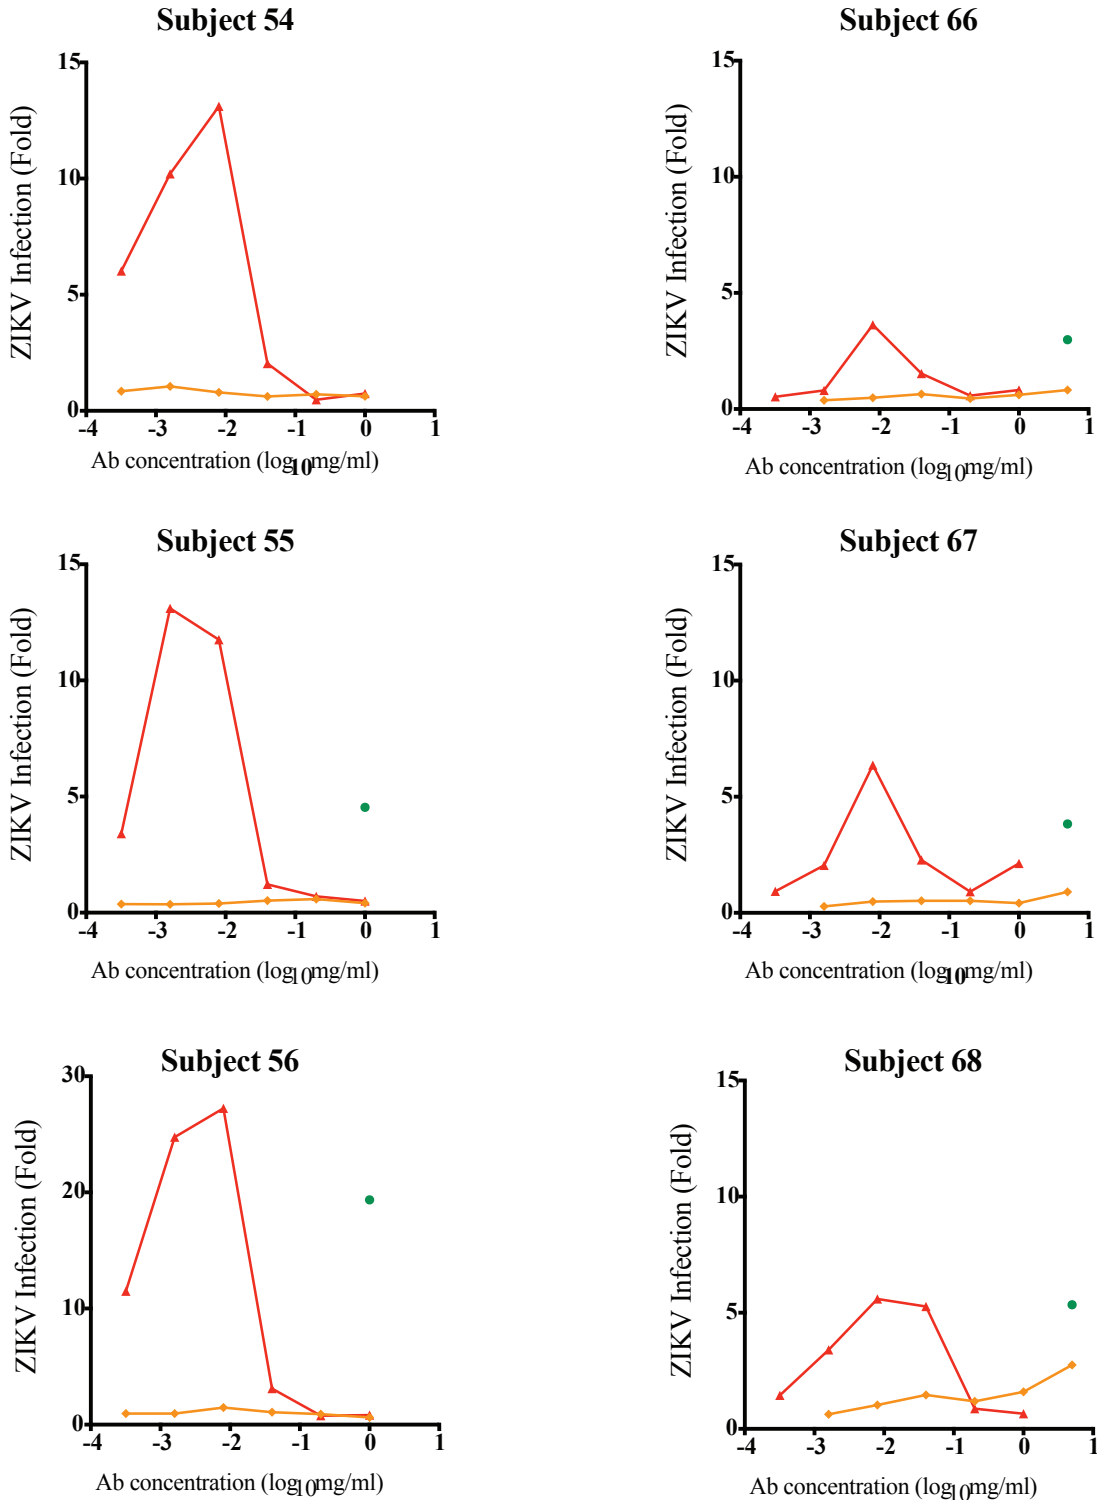 Subject 54
15
10
5
0
-4 -3 -2 -1 0 1
ZIKV Infection (Fold)
Ab concentration (log10mg/ml)
Subject 66
15
10
5
0
-4 -3 -2 -1 0 1
ZIKV Infection (Fold)
Ab concentration (log10mg/ml)
Subject 55
15
10
5
0
-4 -3 -2 -1 0 1
ZIKV Infection (Fold)
Ab concentration (log10mg/ml)
Subject 67
15
10
5
0
-4 -3 -2 -1 0 1
ZIKV Infection (Fold)
Ab concentration (log10mg/ml)
Subject 56
30
20
10
0
-4 -3 -2 -1 0 1
ZIKV Infection (Fold)
Ab concentration (log10mg/ml)
Subject 68
15
10
5
0
-4 -3 -2 -1 0 1
ZIKV Infection (Fold)
Ab concentration (log10mg/ml)